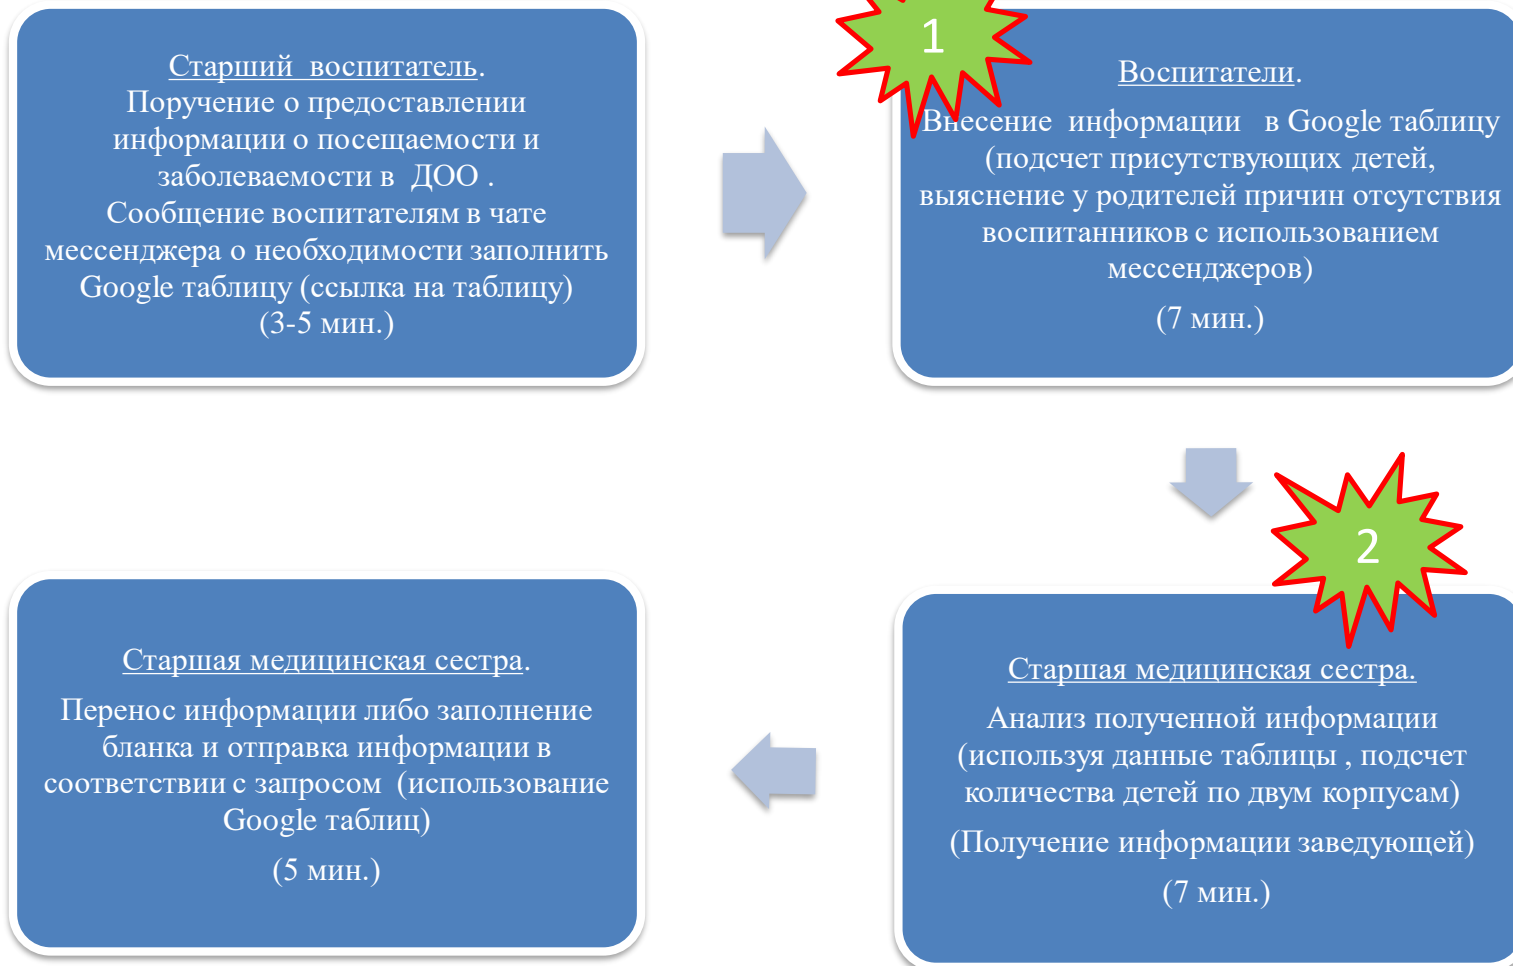 Старший воспитатель.
Поручение о предоставлении
информации о посещаемости и
заболеваемости в ДОО .
Сообщение воспитателям в чате
мессенджера о необходимости заполнить
Google таблицу (ссылка на таблицу)
(3-5 мин.)
1
Воспитатели.
Внесение информации в Google таблицу
(подсчет присутствующих детей,
выяснение у родителей причин отсутствия
воспитанников с использованием
мессенджеров)
(7 мин.)
2
Старшая медицинская сестра.
Анализ полученной информации
(используя данные таблицы , подсчет
количества детей по двум корпусам)
(Получение информации заведующей)
(7 мин.)
Старшая медицинская сестра.
Перенос информации либо заполнение
бланка и отправка информации в
соответствии с запросом (использование
Google таблиц)
(5 мин.)